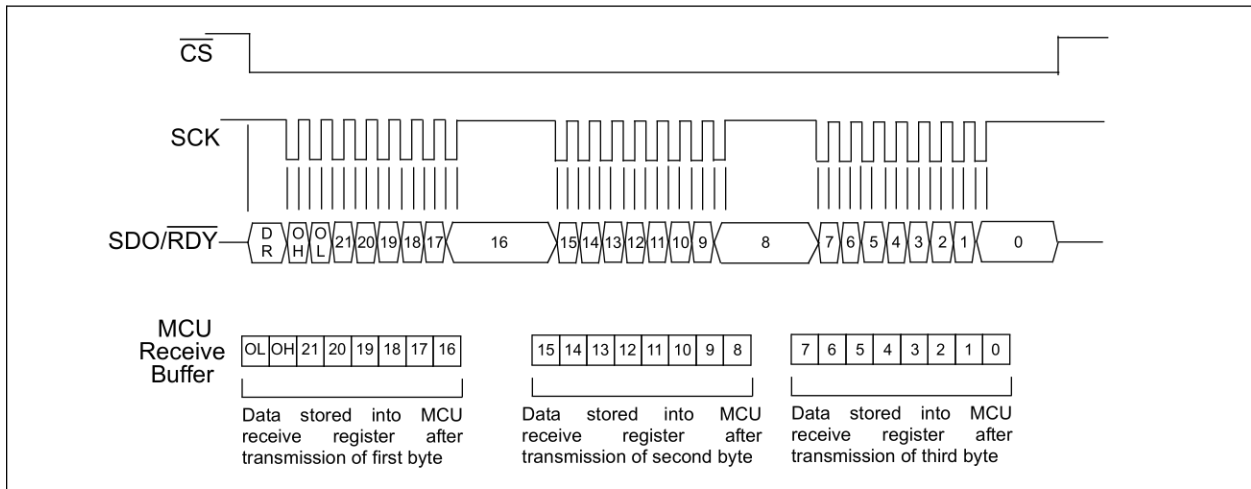 CS
SCK
SDO/RDY
D R O H O L 21 20 19 18 17 16 15 14 13 12 11 10 9 8 7 6 5 4 3 2 1 0
MCU
Receive
Buffer
OL OH 21 20 19 18 17 16
15 14 13 12 11 10 9 8
7 6 5 4 3 2 1 0
Data stored into MCU
receive register after
transmission of first byte
Data stored into MCU
receive register after
transmission of second byte
Data stored into MCU
receive register after
transmission of third byte